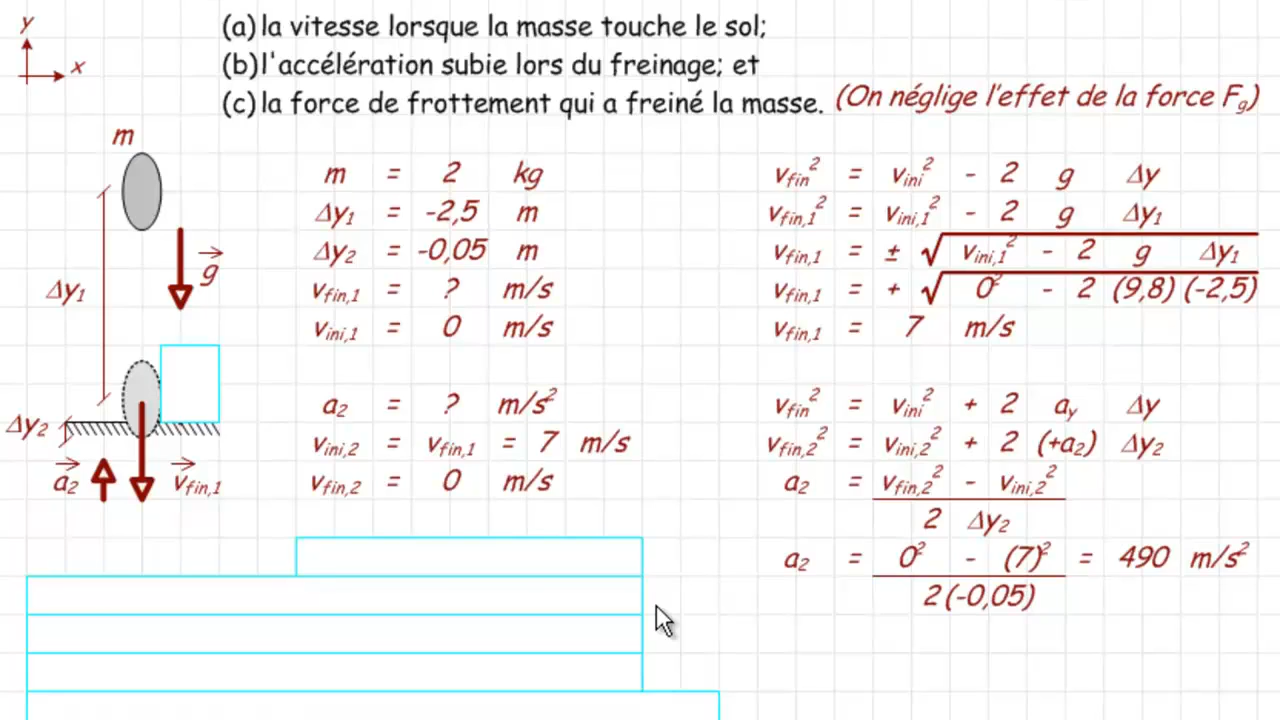 y
x
(a) la vitesse lorsque la masse touche le sol;
(b) l'accélération subie lors du freinage; et
(c) la force de frottement qui a freiné la masse. (On néglige l'effet de la force Fg)
m
g
Δy1
Δy2
a2
vfin,1
m = 2 kg
Δy1 = -2,5 m
Δy2 = -0,05 m
vfin,1 = ? m/s
vini,1 = 0 m/s
a2 = ? m/s²
vini,2 = vfin,1 = 7 m/s
vfin,2 = 0 m/s
vfin² = vini² - 2 g Δy
vfin,1² = vini,1² - 2 g Δy1
vfin,1 = ± √ vini,1² - 2 g Δy1
vfin,1 = + √ 0² - 2 (9,8) (-2,5)
vfin,1 = 7 m/s
vfin² = vini² + 2 ay Δy
vfin,2² = vini,2² + 2 (+a2) Δy2
a2 = vfin,2² - vini,2²
2 Δy2
a2 = 0² - (7)² = 490 m/s²
2 (-0,05)